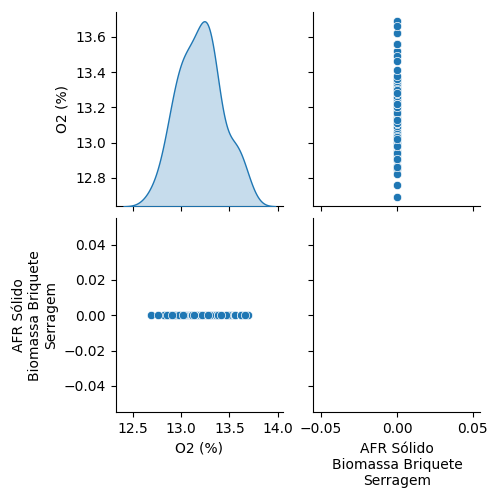 13.6
13.4
13.2
13.0
12.8
O2 (%)
0.04
0.02
0.00
−0.02
−0.04
AFR Sólido
Biomassa Briquete
Serragem
12.5 13.0 13.5 14.0
O2 (%)
−0.05 0.00 0.05
AFR Sólido
Biomassa Briquete
Serragem